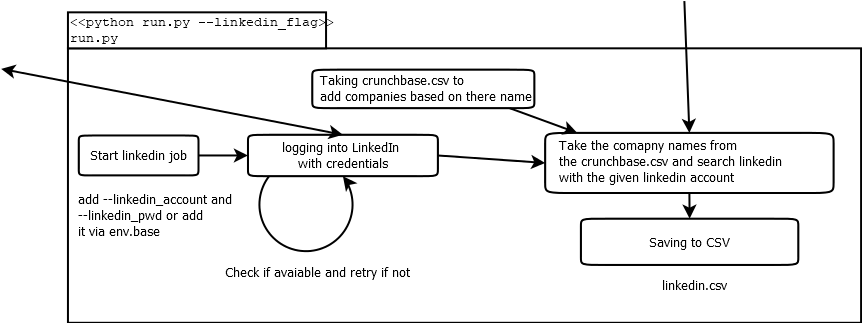 <<python run.py --linkedin_flag>>
run.py
Taking crunchbase.csv to
add companies based on there name
Start linkedin job
logging into LinkedIn
with credentials
Take the comapny names from
the crunchbase.csv and search linkedin
with the given linkedin account
add --linkedin_account and
--linkedin_pwd or add
it via env.base
Saving to CSV
Check if avaiable and retry if not
linkedin.csv